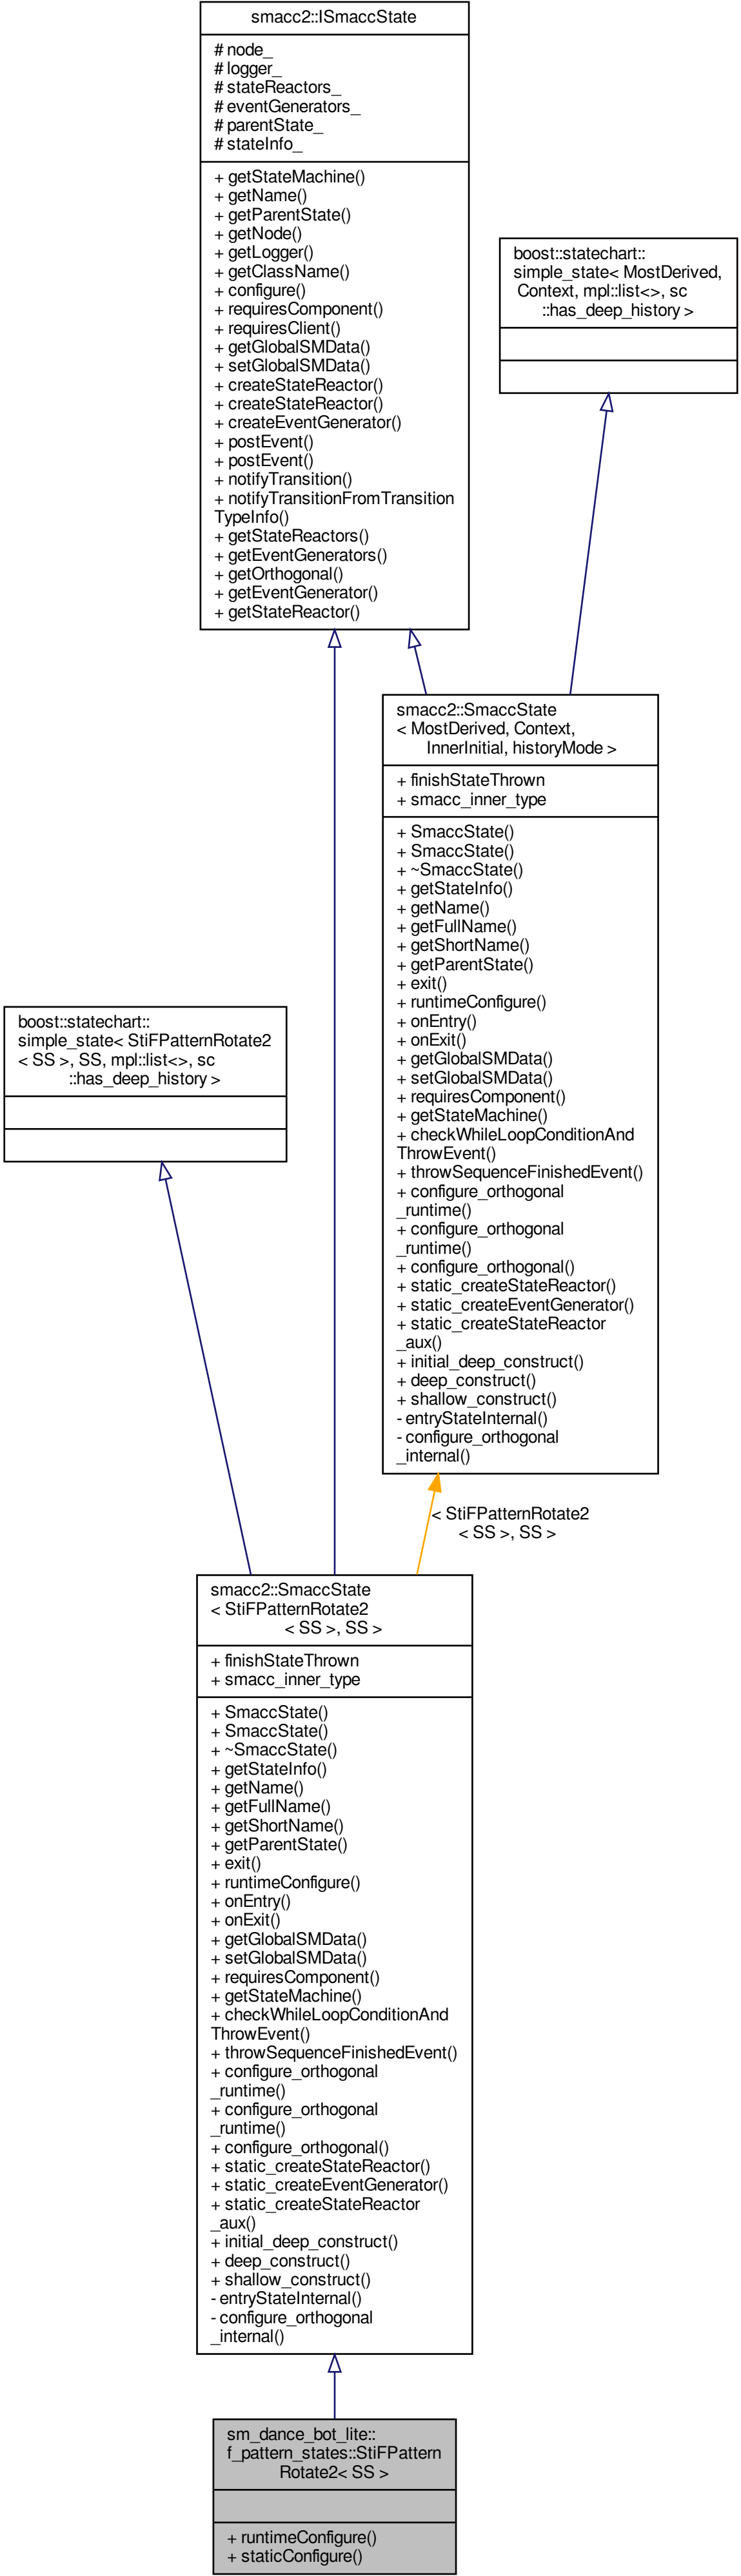 smacc2::ISmaccState
# node_
# logger_
# stateReactors_
# eventGenerators_
# parentState_
# stateInfo_
+ getStateMachine()
+ getName()
+ getParentState()
+ getNode()
+ getLogger()
+ getClassName()
+ configure()
+ requiresComponent()
+ requiresClient()
+ getGlobalSMData()
+ setGlobalSMData()
+ createStateReactor()
+ createStateReactor()
+ createEventGenerator()
+ postEvent()
+ postEvent()
+ notifyTransition()
+ notifyTransitionFromTransition
TypeInfo()
+ getStateReactors()
+ getEventGenerators()
+ getOrthogonal()
+ getEventGenerator()
+ getStateReactor()
boost::statechart::
simple_state< MostDerived,
Context, mpl::list<>, sc
::has_deep_history >
smacc2::SmaccState
< MostDerived, Context,
InnerInitial, historyMode >
+ finishStateThrown
+ smacc_inner_type
+ SmaccState()
+ SmaccState()
+ ~SmaccState()
+ getStateInfo()
+ getName()
+ getFullName()
+ getShortName()
+ getParentState()
+ exit()
+ runtimeConfigure()
+ onEntry()
+ onExit()
+ getGlobalSMData()
+ setGlobalSMData()
+ requiresComponent()
+ getStateMachine()
+ checkWhileLoopConditionAnd
ThrowEvent()
+ throwSequenceFinishedEvent()
+ configure_orthogonal
_runtime()
+ configure_orthogonal
_runtime()
+ configure_orthogonal()
+ static_createStateReactor()
+ static_createEventGenerator()
+ static_createStateReactor
_aux()
+ initial_deep_construct()
+ deep_construct()
+ shallow_construct()
- entryStateInternal()
- configure_orthogonal
_internal()
boost::statechart::
simple_state< StiFPatternRotate2
< SS >, SS, mpl::list<>, sc
::has_deep_history >
< StiFPatternRotate2
< SS >, SS >
smacc2::SmaccState
< StiFPatternRotate2
< SS >, SS >
+ finishStateThrown
+ smacc_inner_type
+ SmaccState()
+ SmaccState()
+ ~SmaccState()
+ getStateInfo()
+ getName()
+ getFullName()
+ getShortName()
+ getParentState()
+ exit()
+ runtimeConfigure()
+ onEntry()
+ onExit()
+ getGlobalSMData()
+ setGlobalSMData()
+ requiresComponent()
+ getStateMachine()
+ checkWhileLoopConditionAnd
ThrowEvent()
+ throwSequenceFinishedEvent()
+ configure_orthogonal
_runtime()
+ configure_orthogonal
_runtime()
+ configure_orthogonal()
+ static_createStateReactor()
+ static_createEventGenerator()
+ static_createStateReactor
_aux()
+ initial_deep_construct()
+ deep_construct()
+ shallow_construct()
- entryStateInternal()
- configure_orthogonal
_internal()
sm_dance_bot_lite::
f_pattern_states::StiFPattern
Rotate2< SS >
+ runtimeConfigure()
+ staticConfigure()